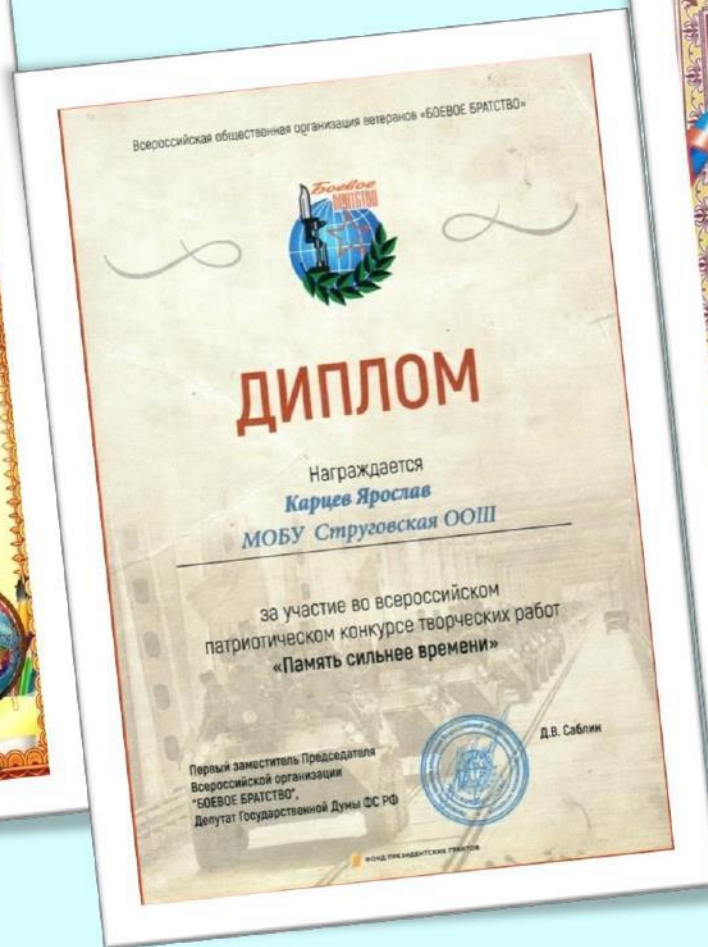 Всероссийская общественная организация ветеранов «БОЕВОЕ БРАТСТВО»
Боевое
БРАТСТВО
ДИПЛОМ
Награждается
Карцев Ярослав
МОБУ Струговская ООШ
за участие во всероссийском
патриотическом конкурсе творческих работ
«Память сильнее времени»
Первый заместитель Председателя
Всероссийской организации
"БОЕВОЕ БРАТСТВО",
Депутат Государственной Думы ФС РФ
Д.В. Саблин
ФОНД ПРЕЗИДЕНТСКИХ ГРАНТОВ